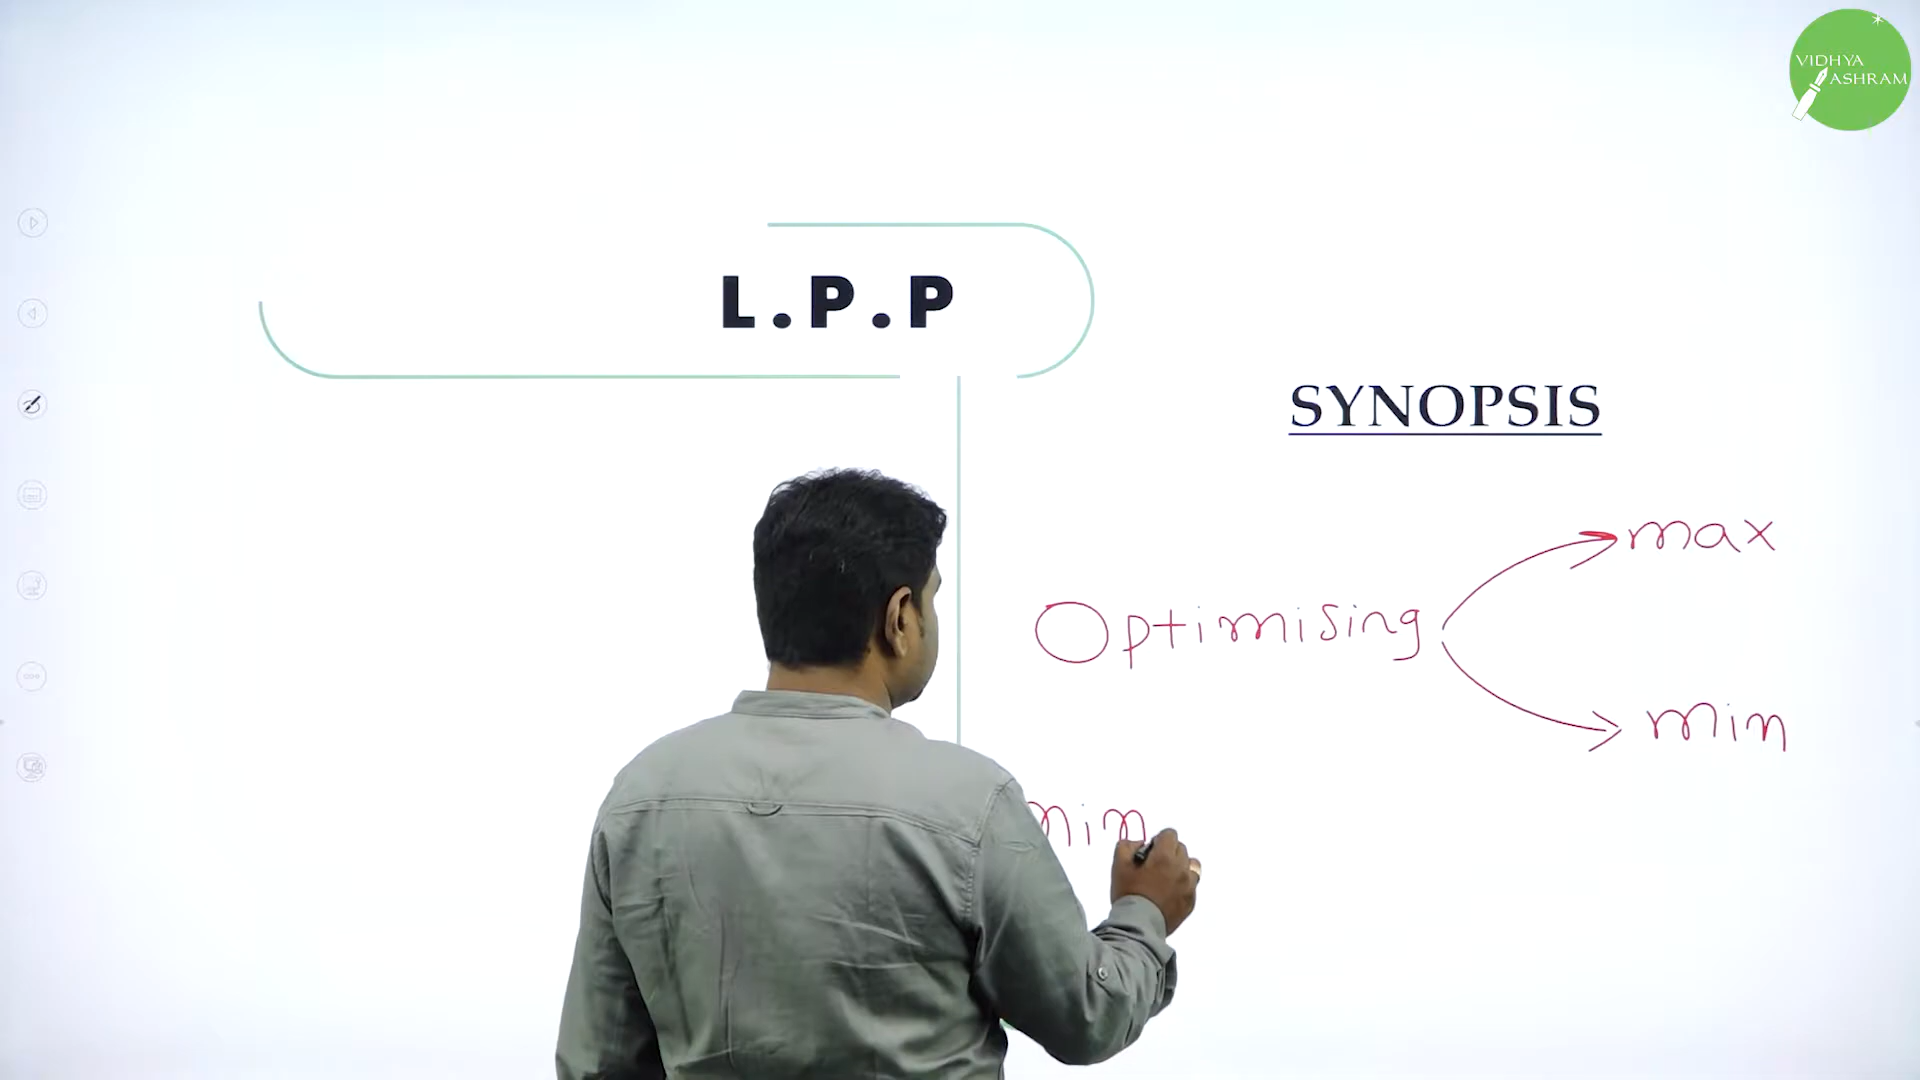 VIDHYA
ASHRAM
L.P.P
SYNOPSIS
max
Optimising
min
min